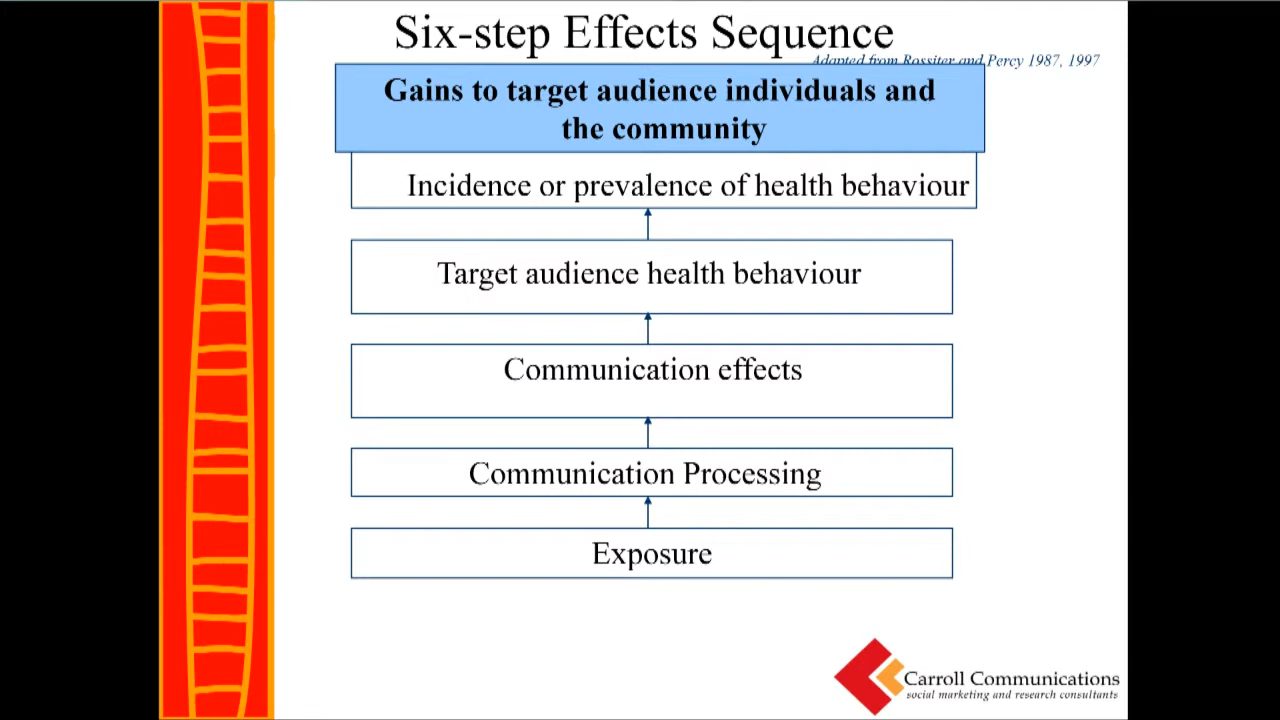 Six-step Effects Sequence
Adapted from Rossiter and Percy 1987, 1997
Gains to target audience individuals and
the community
Incidence or prevalence of health behaviour
Target audience health behaviour
Communication effects
Communication Processing
Exposure
Carroll Communications
social marketing and research consultants